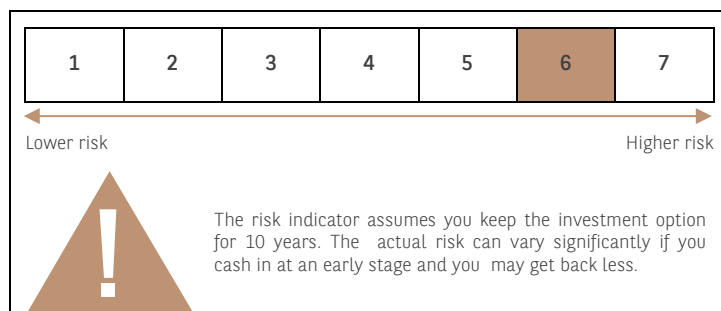 1 2 3 4 5 6 7
Lower risk Higher risk
!
The risk indicator assumes you keep the investment option
for 10 years. The actual risk can vary significantly if you
cash in at an early stage and you may get back less.